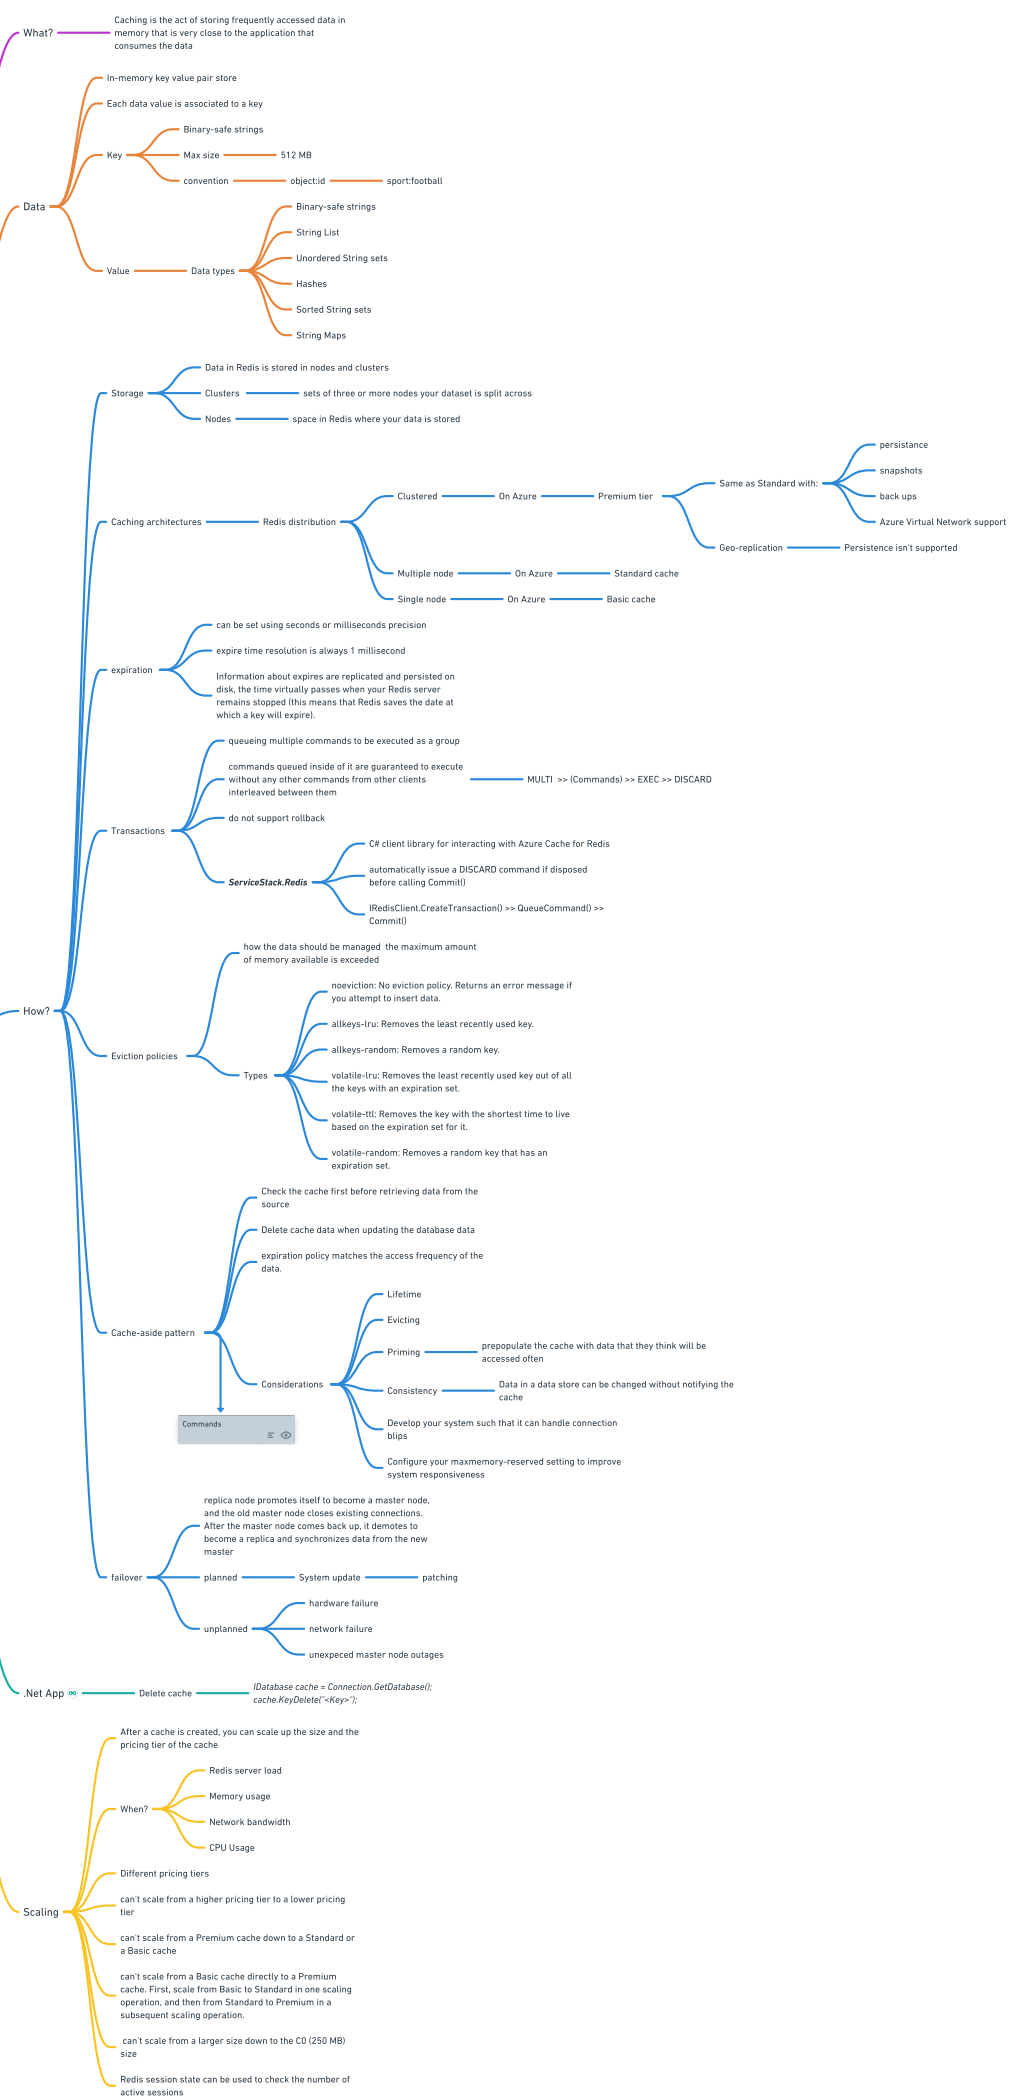 What?
Caching is the act of storing frequently accessed data in
memory that is very close to the application that
consumes the data
Data
In-memory key value pair store
Each data value is associated to a key
Key
Binary-safe strings
Max size
512 MB
convention
object:id
sport:football
Value
Data types
Binary-safe strings
String List
Unordered String sets
Hashes
Sorted String sets
String Maps
How?
Storage
Data in Redis is stored in nodes and clusters
Clusters
sets of three or more nodes your dataset is split across
Nodes
space in Redis where your data is stored
Caching architectures
Redis distribution
Clustered
On Azure
Premium tier
Same as Standard with:
persistance
snapshots
back ups
Azure Virtual Network support
Geo-replication
Persistence isn't supported
Multiple node
On Azure
Standard cache
Single node
On Azure
Basic cache
expiration
can be set using seconds or milliseconds precision
expire time resolution is always 1 millisecond
Information about expires are replicated and persisted on
disk, the time virtually passes when your Redis server
remains stopped (this means that Redis saves the date at
which a key will expire).
Transactions
queueing multiple commands to be executed as a group
commands queued inside of it are guaranteed to execute
without any other commands from other clients
interleaved between them
MULTI >> (Commands) >> EXEC >> DISCARD
do not support rollback
ServiceStack.Redis
C# client library for interacting with Azure Cache for Redis
automatically issue a DISCARD command if disposed
before calling Commit()
IRedisClient.CreateTransaction() >> QueueCommand() >>
Commit()
Eviction policies
how the data should be managed the maximum amount
of memory available is exceeded
Types
noeviction: No eviction policy. Returns an error message if
you attempt to insert data.
allkeys-lru: Removes the least recently used key.
allkeys-random: Removes a random key.
volatile-lru: Removes the least recently used key out of all
the keys with an expiration set.
volatile-ttl: Removes the key with the shortest time to live
based on the expiration set for it.
volatile-random: Removes a random key that has an
expiration set.
Cache-aside pattern
Check the cache first before retrieving data from the
source
Delete cache data when updating the database data
expiration policy matches the access frequency of the
data.
Considerations
Lifetime
Evicting
Priming
prepopulate the cache with data that they think will be
accessed often
Consistency
Data in a data store can be changed without notifying the
cache
Develop your system such that it can handle connection
blips
Configure your maxmemory-reserved setting to improve
system responsiveness
Commands
failover
replica node promotes itself to become a master node,
and the old master node closes existing connections.
After the master node comes back up, it demotes to
become a replica and synchronizes data from the new
master
planned
System update
patching
unplanned
hardware failure
network failure
unexpeced master node outages
.Net App
Delete cache
IDatabase cache = Connection.GetDatabase();
cache.KeyDelete("<Key>");
Scaling
After a cache is created, you can scale up the size and the
pricing tier of the cache
When?
Redis server load
Memory usage
Network bandwidth
CPU Usage
Different pricing tiers
can't scale from a higher pricing tier to a lower pricing
tier
can't scale from a Premium cache down to a Standard or
a Basic cache
can't scale from a Basic cache directly to a Premium
cache. First, scale from Basic to Standard in one scaling
operation, and then from Standard to Premium in a
subsequent scaling operation.
can't scale from a larger size down to the C0 (250 MB)
size
Redis session state can be used to check the number of
active sessions